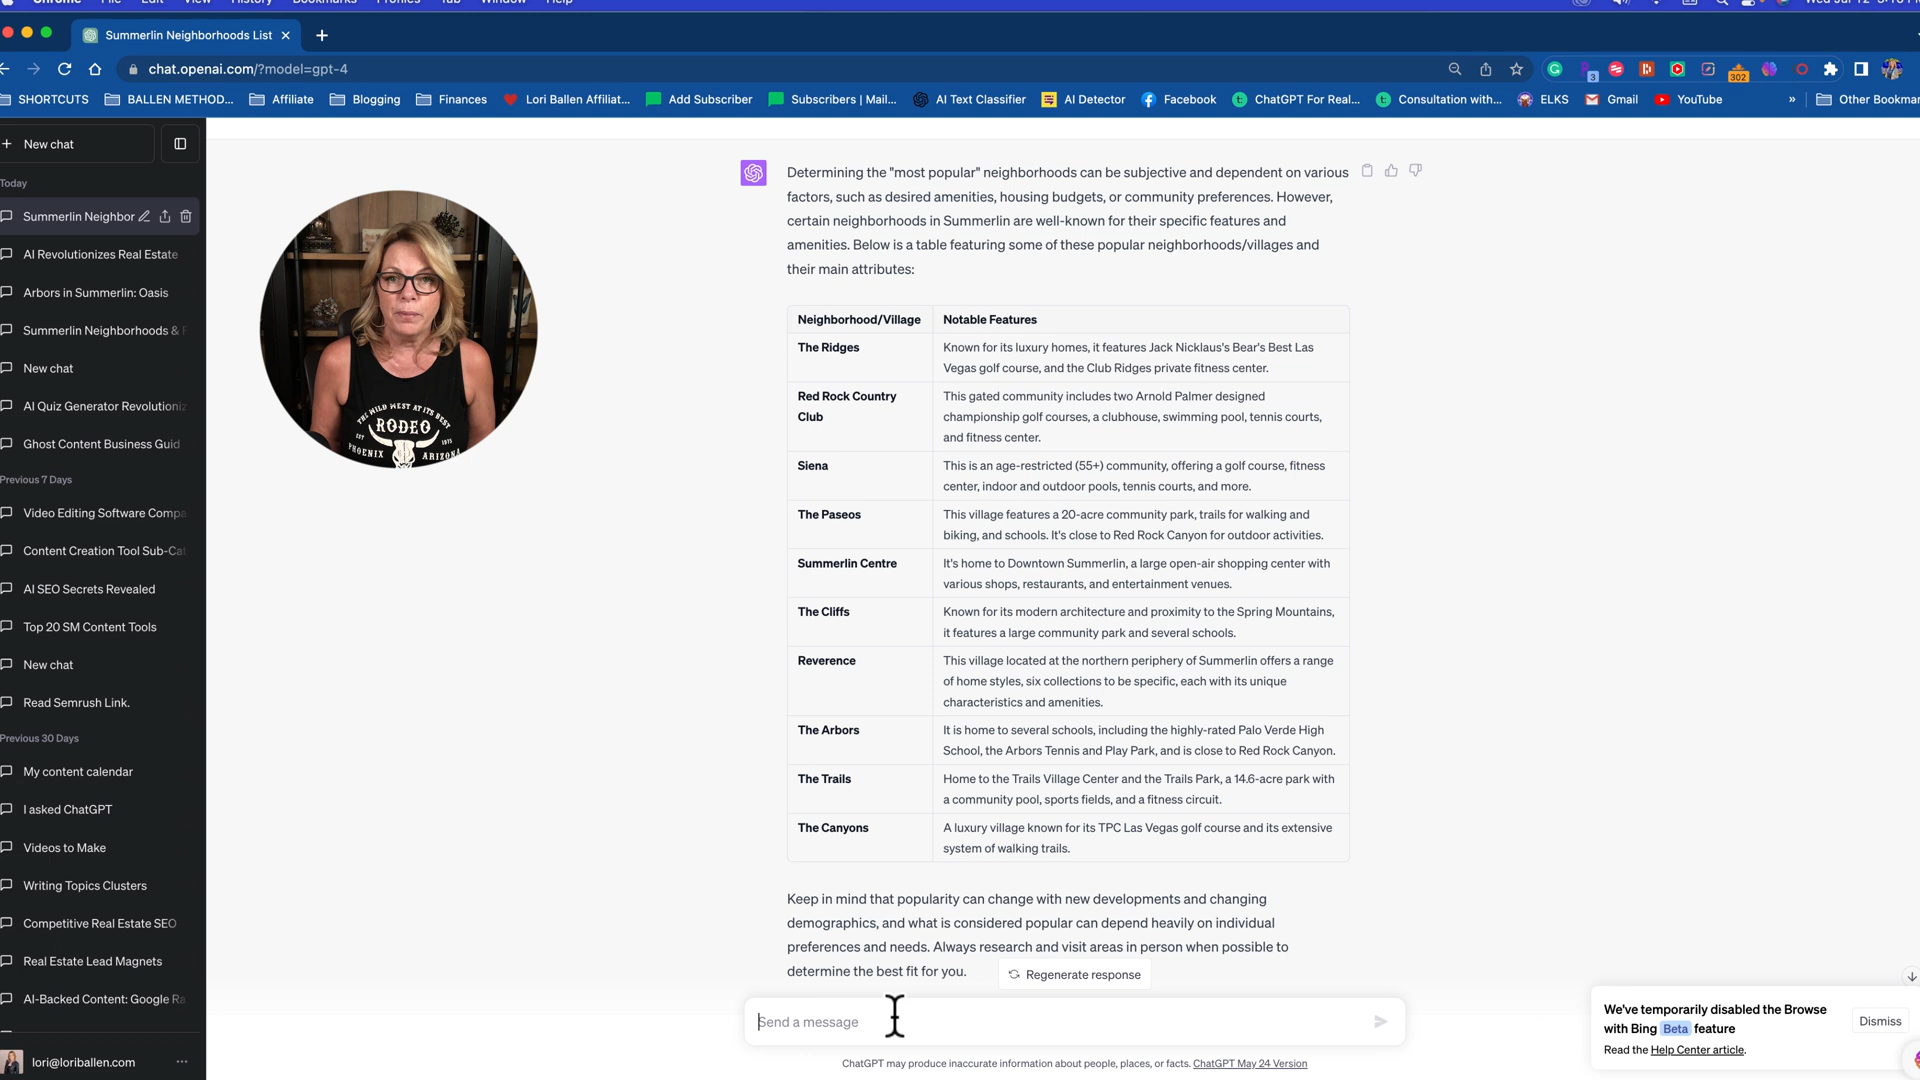 Chrome File Edit View History Bookmarks Profiles Tab Window Help
Summerlin Neighborhoods List
chat.openai.com/?model=gpt-4
3
302
SHORTCUTS
BALLEN METHOD...
Affiliate
Blogging
Finances
Lori Ballen Affiliat...
Add Subscriber
Subscribers | Mail...
AI Text Classifier
AI Detector
Facebook
ChatGPT For Real...
Consultation with...
ELKS
Gmail
YouTube
»
Other Bookmar
+ New chat
Today
Summerlin Neighbor
AI Revolutionizes Real Estate
Arbors in Summerlin: Oasis
Summerlin Neighborhoods & F
New chat
AI Quiz Generator Revolutioniz
Ghost Content Business Guid
Previous 7 Days
Video Editing Software Compa
Content Creation Tool Sub-Cat
AI SEO Secrets Revealed
Top 20 SM Content Tools
New chat
Read Semrush Link.
Previous 30 Days
My content calendar
I asked ChatGPT
Videos to Make
Writing Topics Clusters
Competitive Real Estate SEO
Real Estate Lead Magnets
AI-Backed Content: Google Ra
lori@loriballen.com
THE WILD WEST AT ITS BEST
RODEO
EST
1975
PHOENIX ARIZONA
Determining the "most popular" neighborhoods can be subjective and dependent on various
factors, such as desired amenities, housing budgets, or community preferences. However,
certain neighborhoods in Summerlin are well-known for their specific features and
amenities. Below is a table featuring some of these popular neighborhoods/villages and
their main attributes:
Neighborhood/Village
Notable Features
The Ridges
Known for its luxury homes, it features Jack Nicklaus's Bear's Best Las
Vegas golf course, and the Club Ridges private fitness center.
Red Rock Country
Club
This gated community includes two Arnold Palmer designed
championship golf courses, a clubhouse, swimming pool, tennis courts,
and fitness center.
Siena
This is an age-restricted (55+) community, offering a golf course, fitness
center, indoor and outdoor pools, tennis courts, and more.
The Paseos
This village features a 20-acre community park, trails for walking and
biking, and schools. It's close to Red Rock Canyon for outdoor activities.
Summerlin Centre
It's home to Downtown Summerlin, a large open-air shopping center with
various shops, restaurants, and entertainment venues.
The Cliffs
Known for its modern architecture and proximity to the Spring Mountains,
it features a large community park and several schools.
Reverence
This village located at the northern periphery of Summerlin offers a range
of home styles, six collections to be specific, each with its unique
characteristics and amenities.
The Arbors
It is home to several schools, including the highly-rated Palo Verde High
School, the Arbors Tennis and Play Park, and is close to Red Rock Canyon.
The Trails
Home to the Trails Village Center and the Trails Park, a 14.6-acre park with
a community pool, sports fields, and a fitness circuit.
The Canyons
A luxury village known for its TPC Las Vegas golf course and its extensive
system of walking trails.
Keep in mind that popularity can change with new developments and changing
demographics, and what is considered popular can depend heavily on individual
preferences and needs. Always research and visit areas in person when possible to
determine the best fit for you.
Regenerate response
Send a message
ChatGPT may produce inaccurate information about people, places, or facts. ChatGPT May 24 Version
We've temporarily disabled the Browse
with Bing Beta feature
Read the Help Center article.
Dismiss